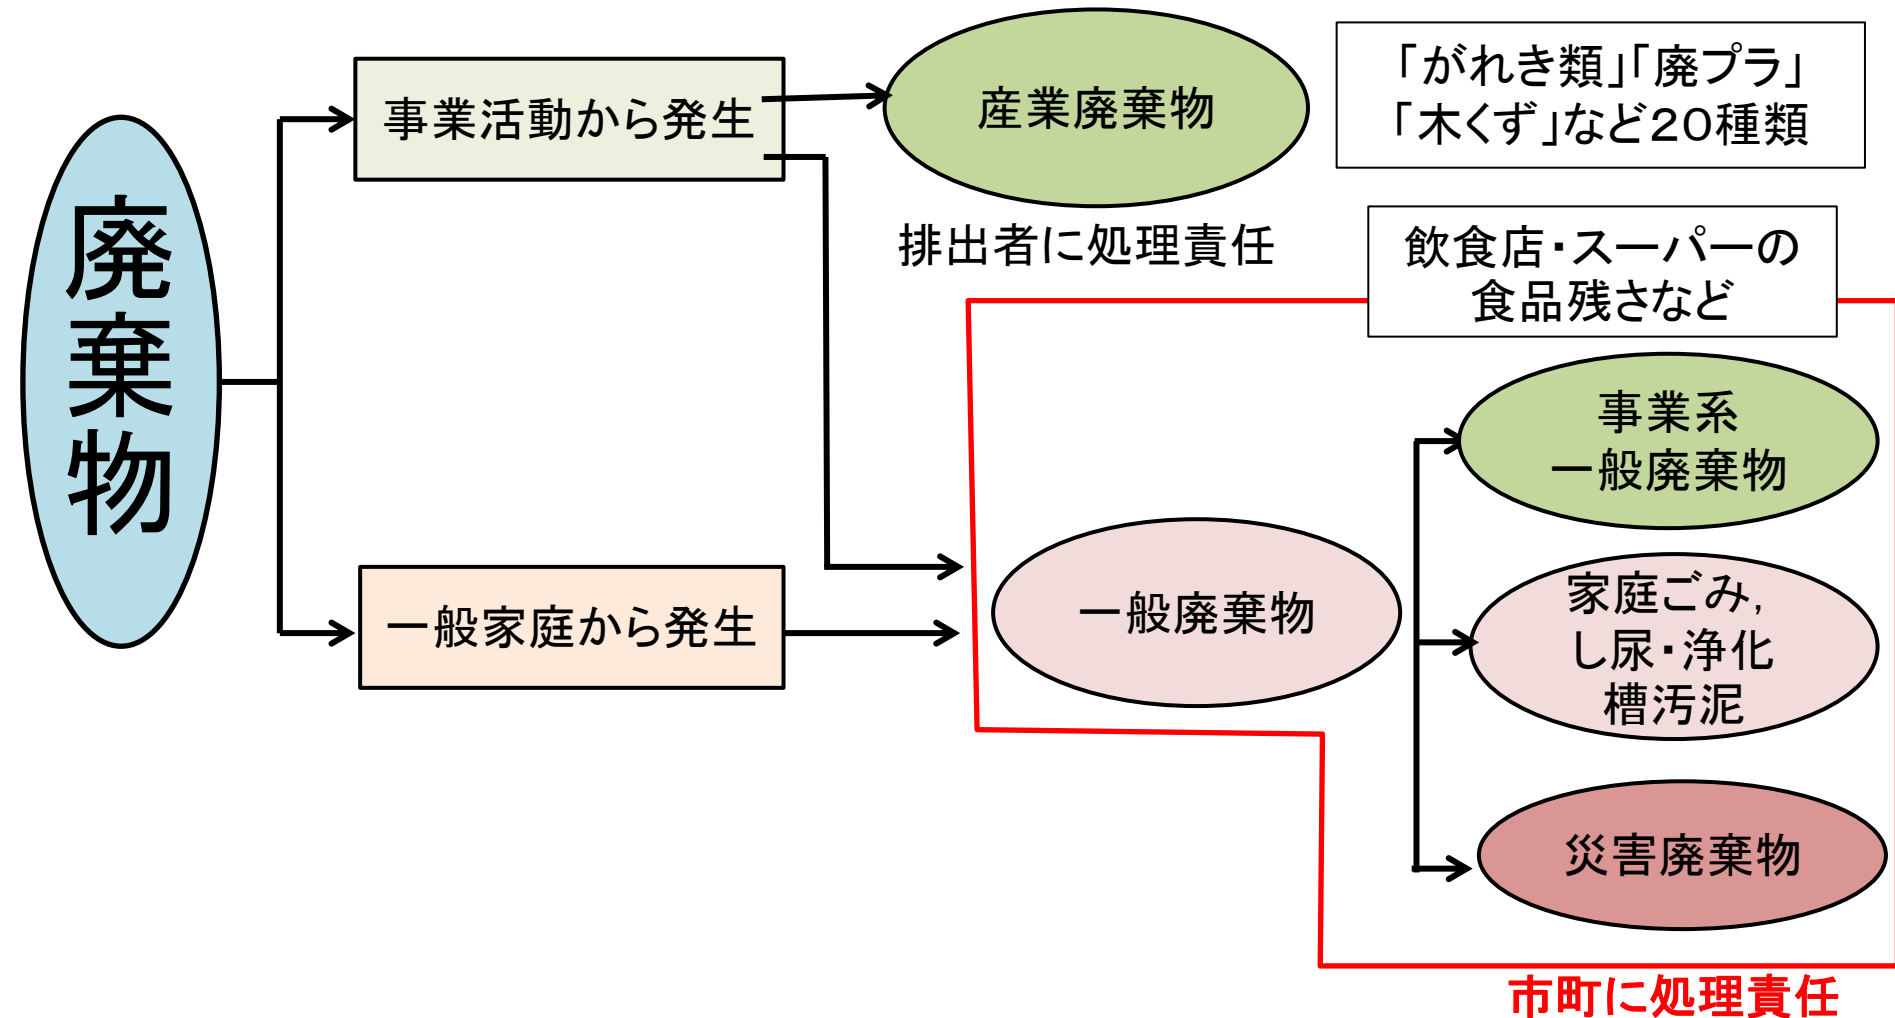 廃棄物
事業活動から発生
産業廃棄物
「がれき類」「廃プラ」
「木くず」など２０種類
排出者に処理責任
飲食店・スーパーの
食品残さなど
事業系
一般廃棄物
一般家庭から発生
一般廃棄物
家庭ごみ，
し尿・浄化
槽汚泥
災害廃棄物
市町に処理責任